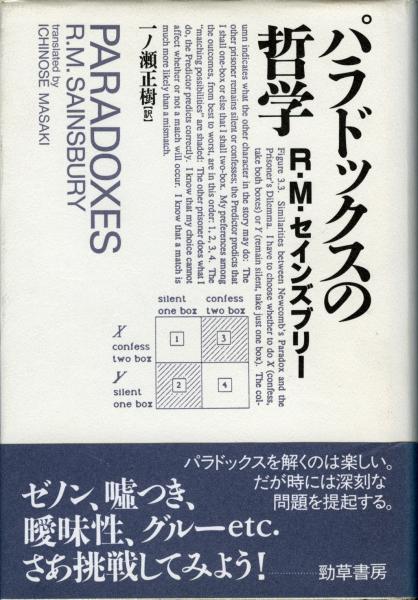 パラドックスの
哲学
R・M・セインズブリー
Figure 3.3. Similarities between Newcomb's Paradox and the
Prisoner's Dilemma. I have to choose whether to do X (confess,
take both boxes) or Y (remain silent, take just one box). The col-
umn indicates what the other character in the story may do: The
other prisoner remains silent or confesses; the Predictor predicts that
I shall one-box or else that I shall two-box. My preferences among
the outcomes, from best to worst, are in this order: 1, 2, 3, 4. The
"matching possibilities" are shaded: The other prisoner does what I
do, the Predictor predicts correctly. I know that my choice cannot
affect whether or not a match will occur. I know that a match is
much more likely than a mismatch.
一ノ瀬正樹[訳]
PARADOXES
R.M.SAINSBURY
translated by
ICHINOSE MASAKI
silent
one box
confess
two box
X
confess
two box
1
3
Y
silent
one box
2
4
パラドックスを解くのは楽しい。
だが時には深刻な
問題を提起する。
ゼノン、嘘つき、
曖昧性、グルーetc.
さあ挑戦してみよう!
勁草書房